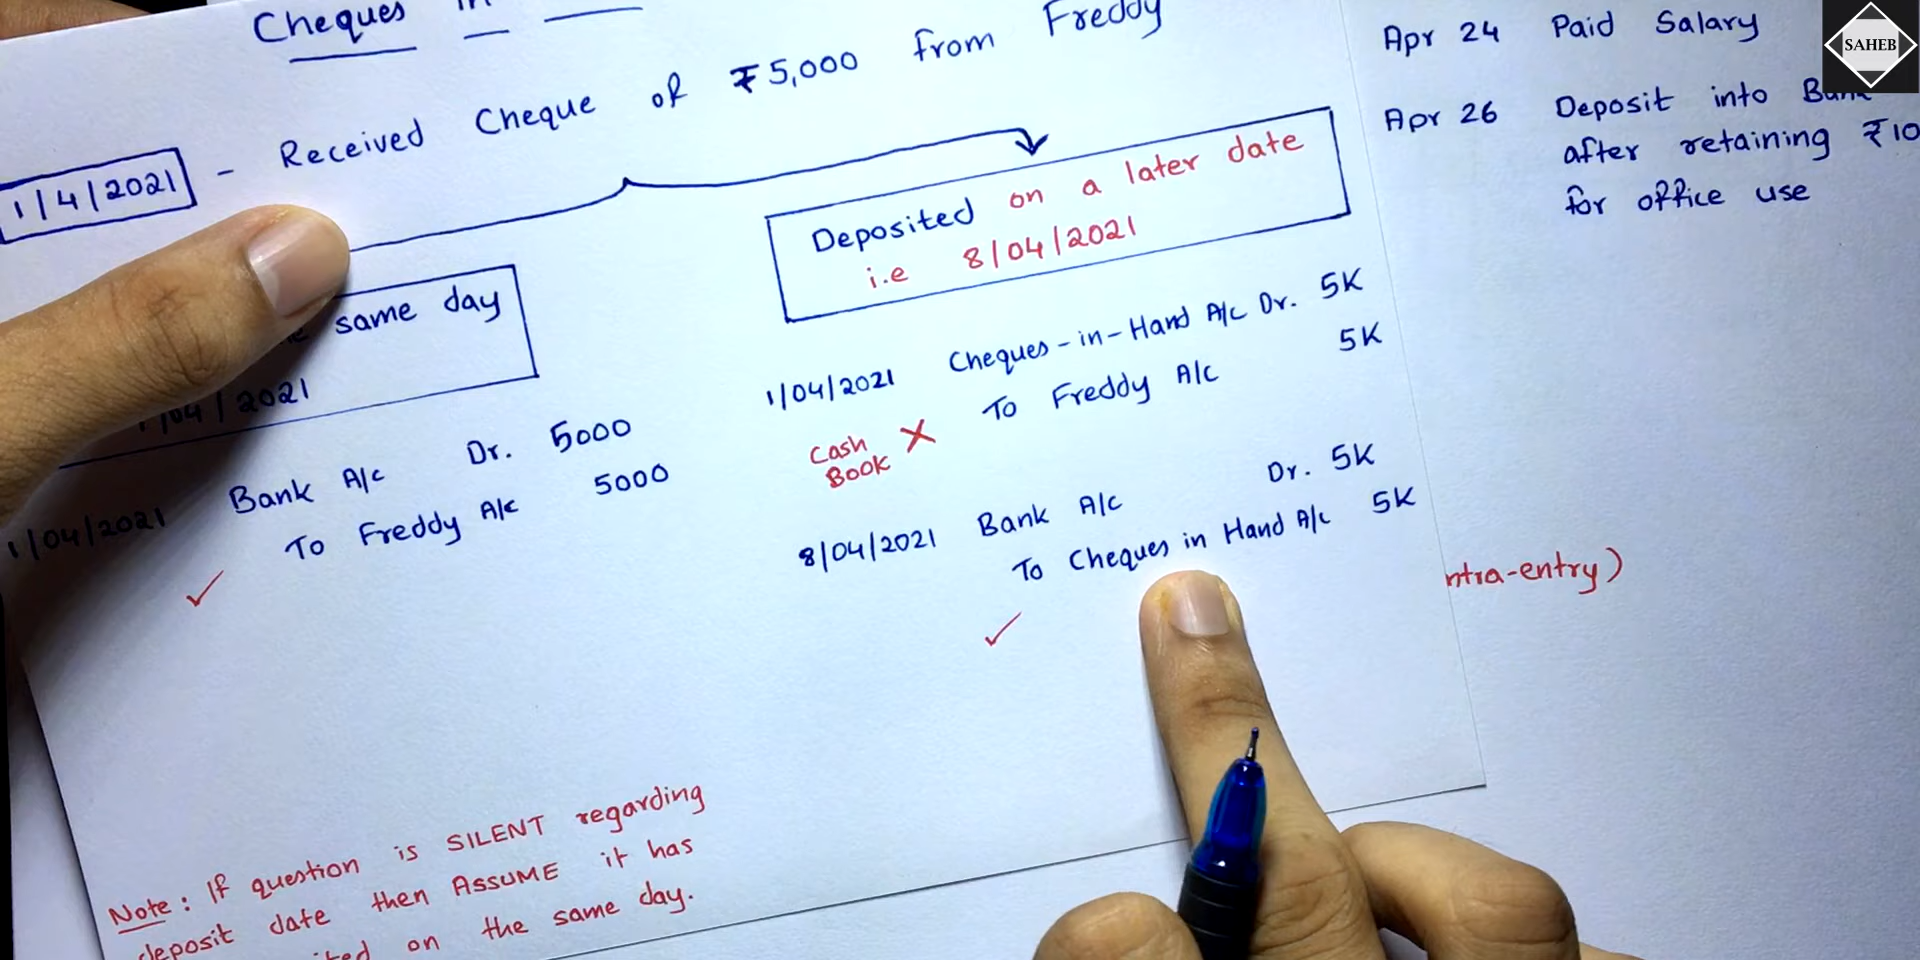 Cheques
1/4/2021 - Received Cheque of ₹5,000 from Freddy
same day
1/04/2021
1/04/2021 Bank A/c Dr. 5000
To Freddy A/c 5000
✓
Deposited on a later date
i.e 8/04/2021
1/04/2021 Cheques-in-Hand A/c Dr. 5K
To Freddy A/c 5K
Cash
Book ✗
8/04/2021 Bank A/c Dr. 5K
To Cheques in Hand A/c 5K
✓
Note: If question is SILENT regarding
deposit date then ASSUME it has
on the same day.
Apr 24 Paid Salary
Apr 26 Deposit into Bank
after retaining ₹10
for office use
ntra-entry)
SAHEB